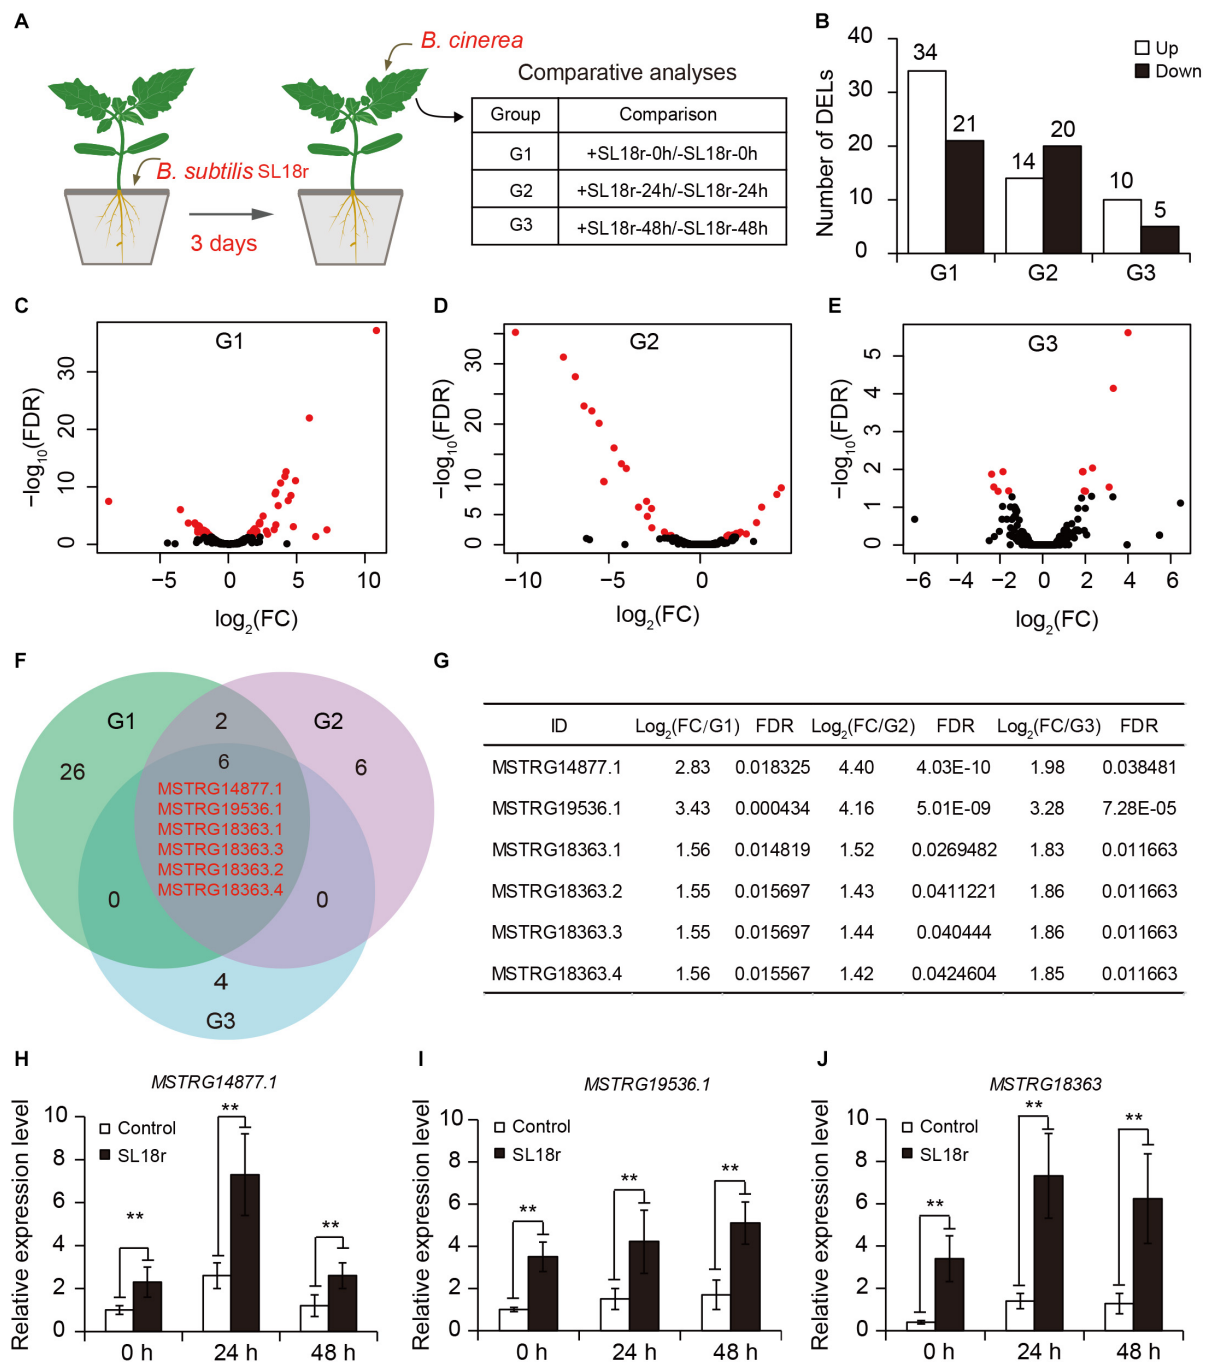 A
B. cinerea
B. subtilis SL18r
3 days
Comparative analyses
Group Comparison
G1 +SL18r-0h/-SL18r-0h
G2 +SL18r-24h/-SL18r-24h
G3 +SL18r-48h/-SL18r-48h
B
Number of DELs
40
30
20
10
0
Up
Down
34
21
14
20
10
5
G1 G2 G3
C
G1
−log10(FDR)
30
20
10
0
−5 0 5 10
log2(FC)
D
G2
−log10(FDR)
30
20
10
5
0
−10 −5 0
log2(FC)
E
G3
−log10(FDR)
5
4
3
2
1
0
−6 −4 −2 0 2 4 6
log2(FC)
F
G1 2 G2
26 6 6
MSTRG14877.1
MSTRG19536.1
MSTRG18363.1
MSTRG18363.3
MSTRG18363.2
MSTRG18363.4
0 0
4
G3
G
ID Log2(FC/G1) FDR Log2(FC/G2) FDR Log2(FC/G3) FDR
MSTRG14877.1 2.83 0.018325 4.40 4.03E-10 1.98 0.038481
MSTRG19536.1 3.43 0.000434 4.16 5.01E-09 3.28 7.28E-05
MSTRG18363.1 1.56 0.014819 1.52 0.0269482 1.83 0.011663
MSTRG18363.2 1.55 0.015697 1.43 0.0411221 1.86 0.011663
MSTRG18363.3 1.55 0.015697 1.44 0.040444 1.86 0.011663
MSTRG18363.4 1.56 0.015567 1.42 0.0424604 1.85 0.011663
H
MSTRG14877.1
Relative expression level
10
8
6
4
2
0
Control
SL18r
**
**
**
0 h 24 h 48 h
I
MSTRG19536.1
Relative expression level
10
8
6
4
2
0
Control
SL18r
**
**
**
0 h 24 h 48 h
J
MSTRG18363
Relative expression level
10
8
6
4
2
0
Control
SL18r
**
**
**
0 h 24 h 48 h